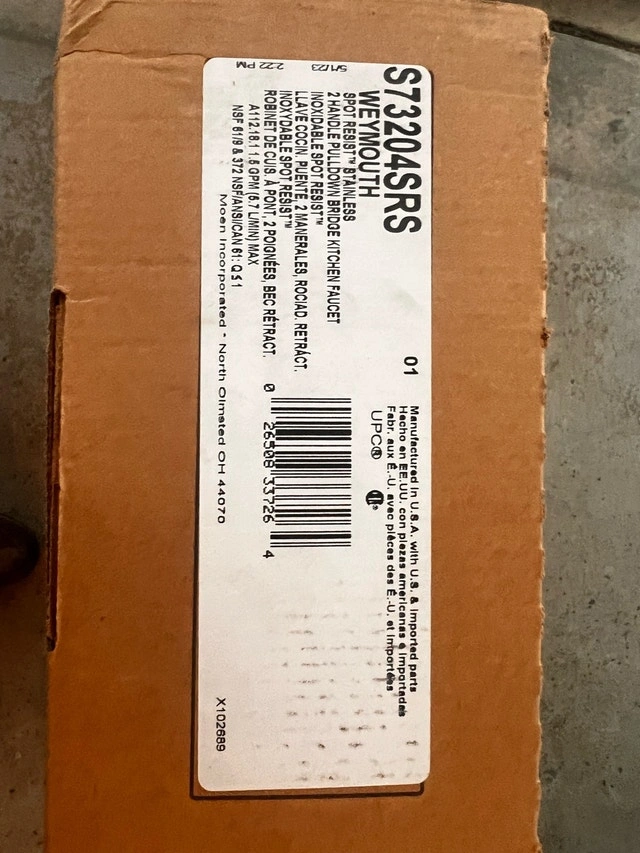 S73204SRS
WEYMOUTH
SPOT RESIST™ STAINLESS
2 HANDLE PULLDOWN BRIDGE KITCHEN FAUCET
INOXIDABLE SPOT RESIST™
LLAVE COCIN. PUENTE, 2 MANERALES, ROCIAD. RETRÁCT.
INOXYDABLE SPOT RESIST™
ROBINET DE CUIS. À PONT, 2 POIGNÉES, BEC RÉTRACT.
A112.18.1 1.5 GPM (5.7 L/MIN) MAX
NSF 61/9 & 372 NSF/ANSI/CAN 61: Q ≤ 1
Moen Incorporated - North Olmsted OH 44070
5/1/23 2:22 PM
01
Manufactured in U.S.A. with U.S. & Imported parts
Hecho en EE.UU. con piezas americanas e importadas
Fabr. aux É.-U. avec pièces des É.-U. et importées
UPC®
0 26508 33726 4
X102689